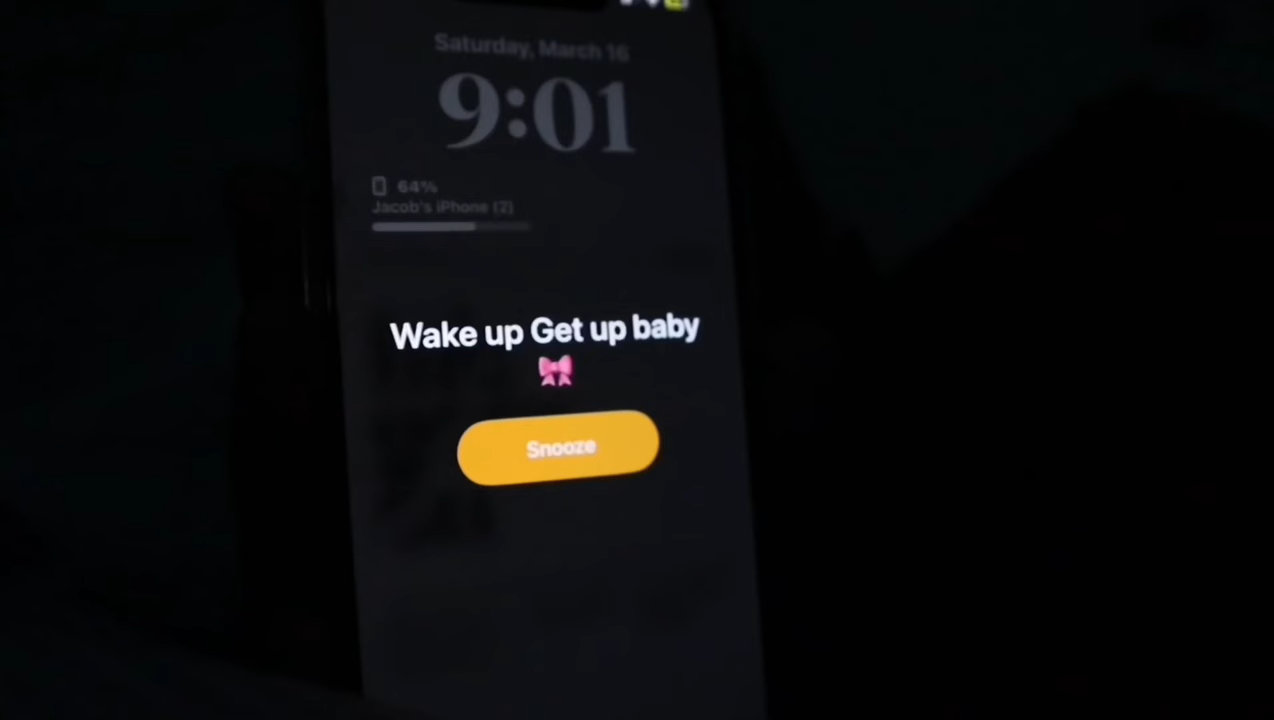 Saturday, March 16
9:01
64%
Jacob's iPhone (2)
Wake up Get up baby
🎀
Snooze